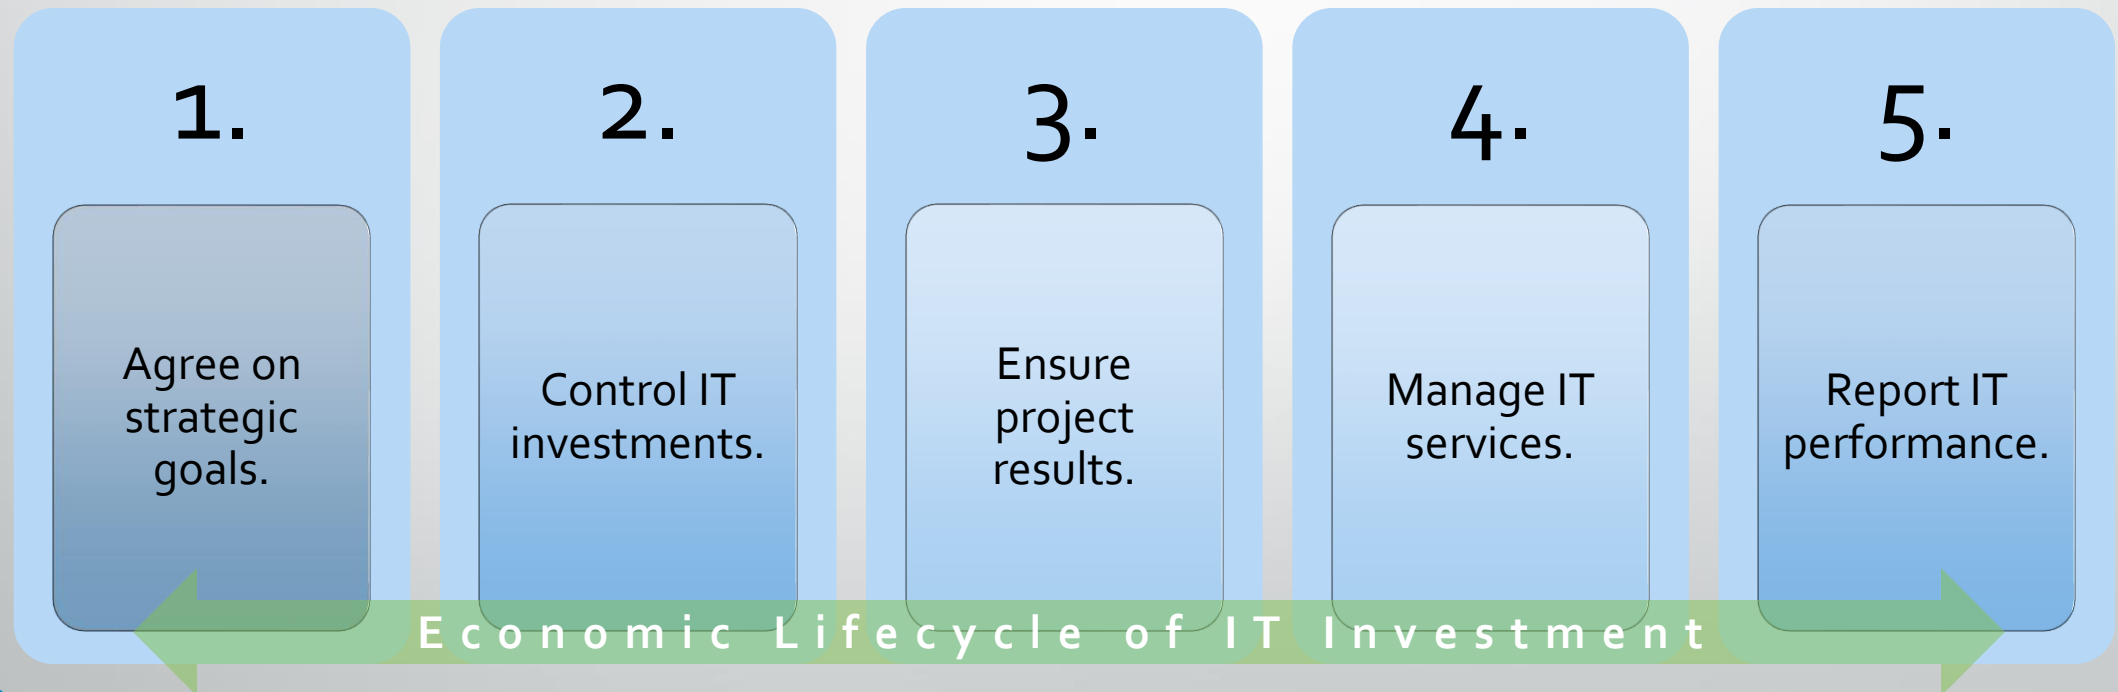 1.
Agree on
strategic
goals.
2.
Control IT
investments.
3.
Ensure
project
results.
4.
Manage IT
services.
5.
Report IT
performance.
Economic Lifecycle of IT Investment